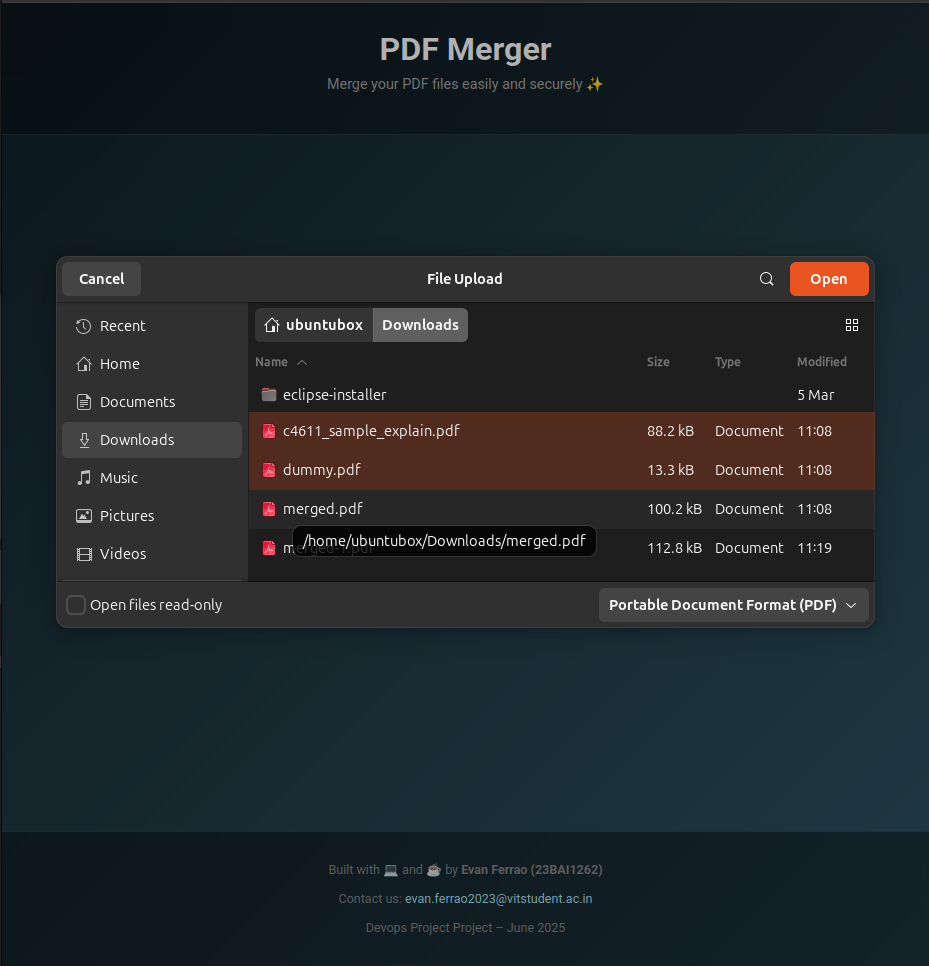 PDF Merger
Merge your PDF files easily and securely ✨
Cancel
File Upload
Open
Recent
Home
Documents
Downloads
Music
Pictures
Videos
ubuntubox Downloads
Name Size Type Modified
eclipse-installer 5 Mar
c4611_sample_explain.pdf 88.2 kB Document 11:08
dummy.pdf 13.3 kB Document 11:08
merged.pdf 100.2 kB Document 11:08
/home/ubuntubox/Downloads/merged.pdf
112.8 kB Document 11:19
Open files read-only
Portable Document Format (PDF)
Built with 💻 and ☕ by Evan Ferrao (23BAI1262)
Contact us: evan.ferrao2023@vitstudent.ac.in
Devops Project Project – June 2025